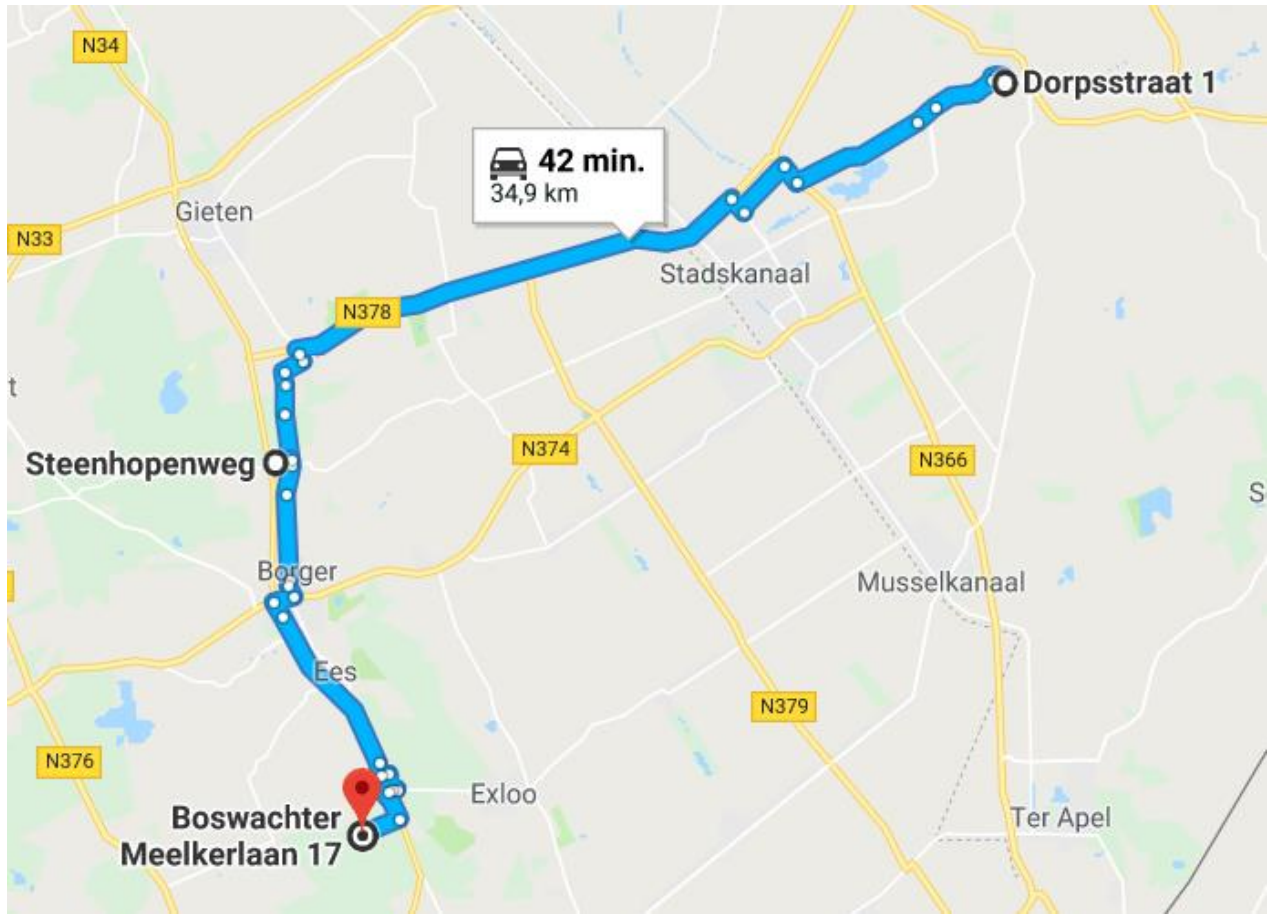 N34
Dorpsstraat 1
42 min.
34,9 km
Gieten
N33
Stadskanaal
N378
t
Steenhopenweg
N374
N366
S
Borger
Musselkanaal
Ees
N379
N376
Exloo
Boswachter
Meelkerlaan 17
Ter Apel